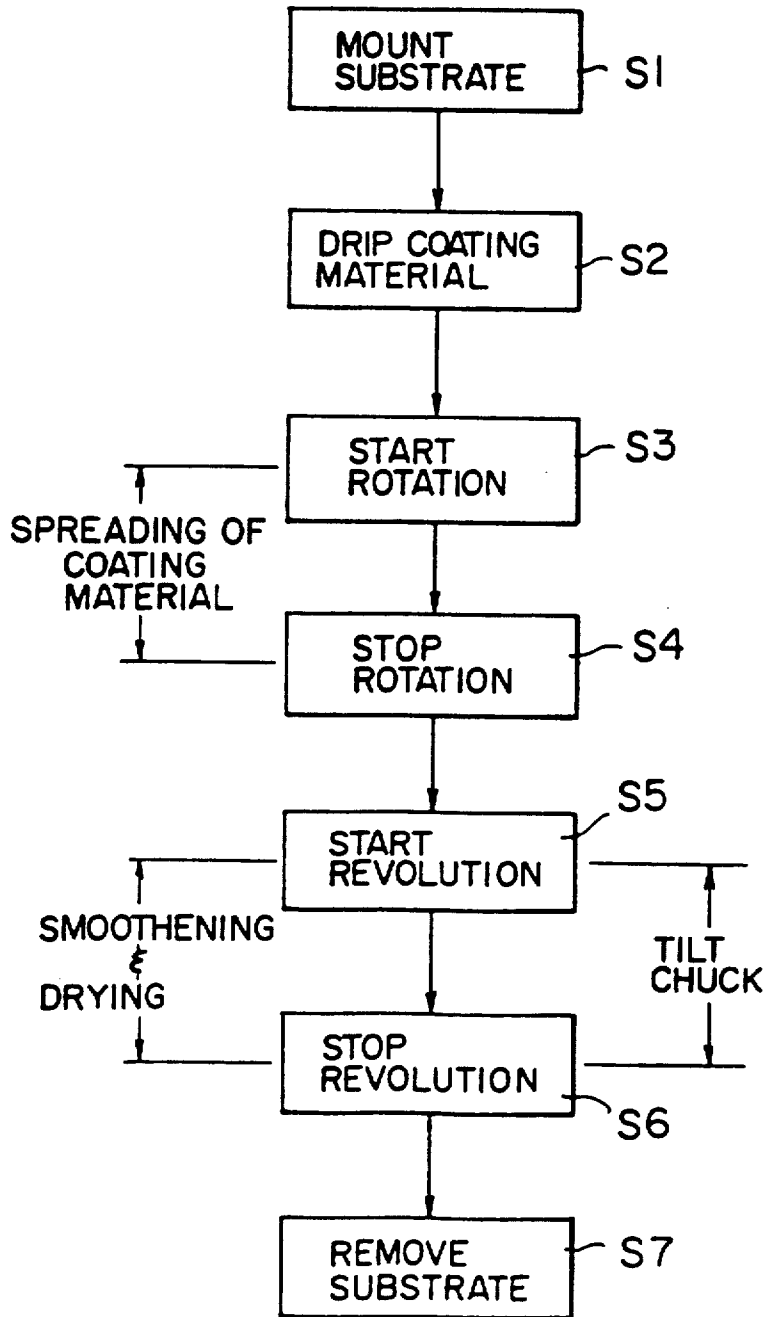 MOUNT
SUBSTRATE
S1
DRIP COATING
MATERIAL
S2
START
ROTATION
S3
SPREADING OF
COATING
MATERIAL
STOP
ROTATION
S4
START
REVOLUTION
S5
SMOOTHENING
&
DRYING
TILT
CHUCK
STOP
REVOLUTION
S6
REMOVE
SUBSTRATE
S7